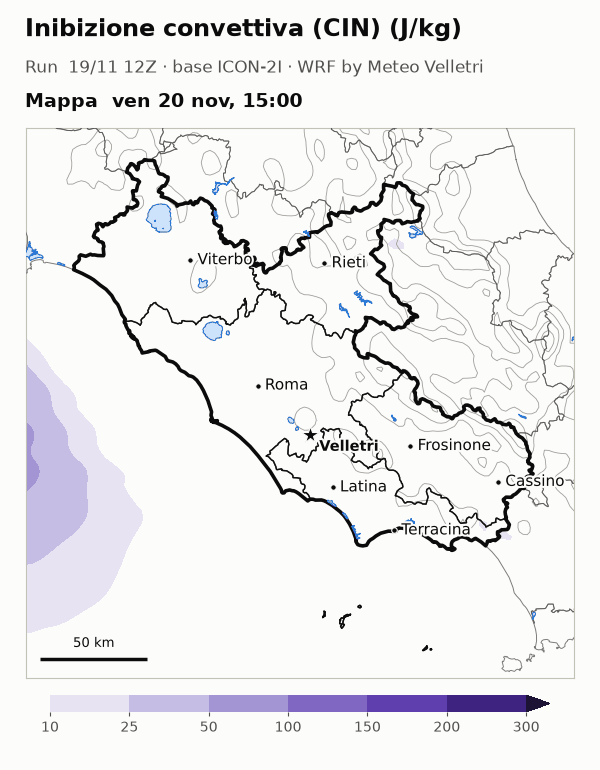 Inibizione convettiva (CIN) (J/kg)
Run  19/11 12Z · base ICON-2I · WRF by Meteo Velletri
Mappa  ven 20 nov, 15:00
Viterbo
Rieti
Roma
Velletri
Frosinone
Latina
Cassino
Terracina
50 km
10 25 50 100 150 200 300